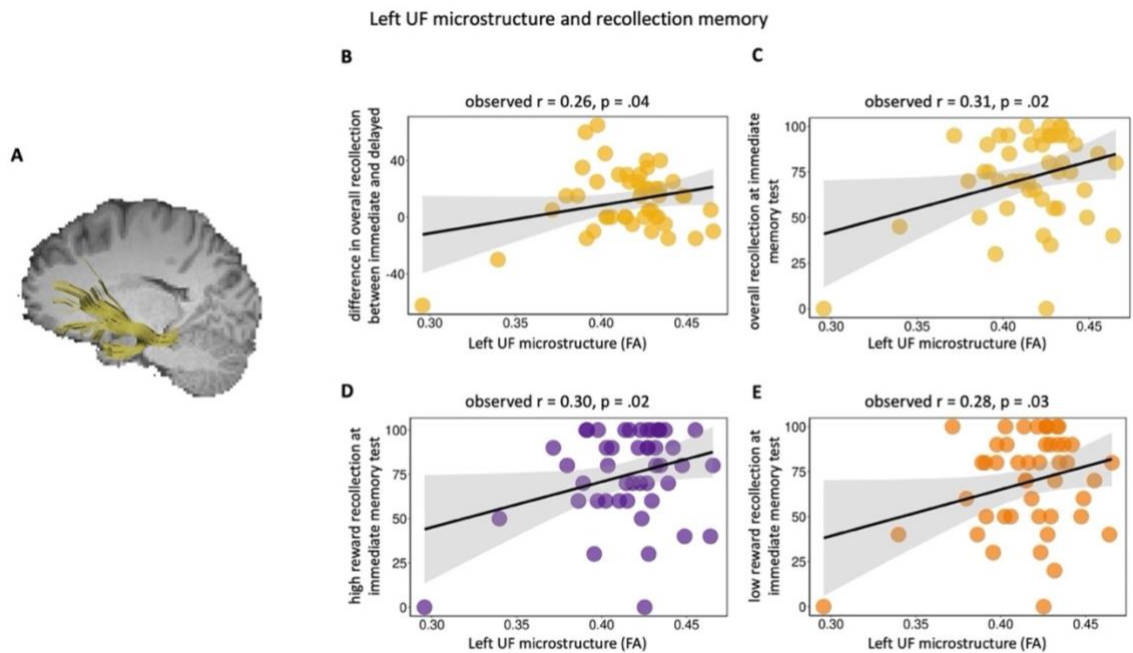 Left UF microstructure and recollection memory
A
B
observed r = 0.26, p = .04
difference in overall recollection
between immediate and delayed
40
0
-40
0.30 0.35 0.40 0.45
Left UF microstructure (FA)
C
observed r = 0.31, p = .02
overall recollection at immediate
memory test
100
75
50
25
0
0.30 0.35 0.40 0.45
Left UF microstructure (FA)
D
observed r = 0.30, p = .02
high reward recollection at
immediate memory test
100
75
50
25
0
0.30 0.35 0.40 0.45
Left UF microstructure (FA)
E
observed r = 0.28, p = .03
low reward recollection at
immediate memory test
100
75
50
25
0
0.30 0.35 0.40 0.45
Left UF microstructure (FA)